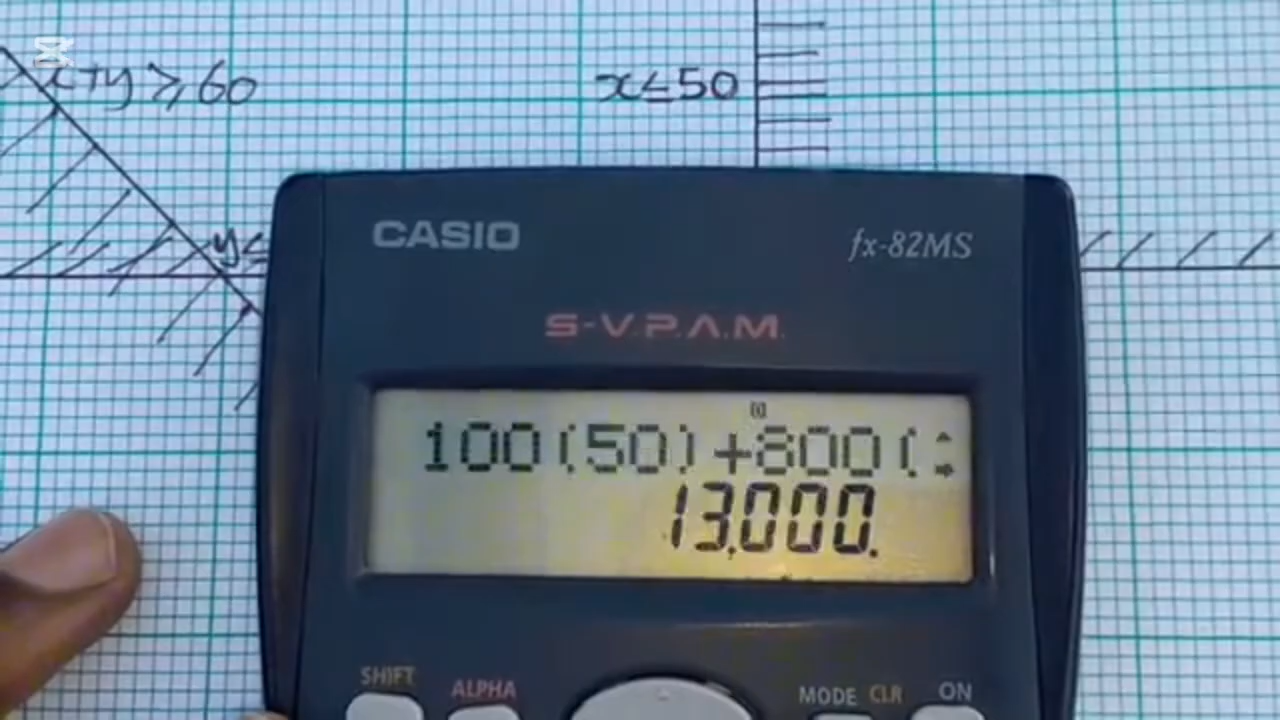 x+y ≥ 60
x≤50
y≤
CASIO
fx-82MS
S-V.P.A.M.
100(50)+800(
13,000.
SHIFT
ALPHA
MODE CLR
ON